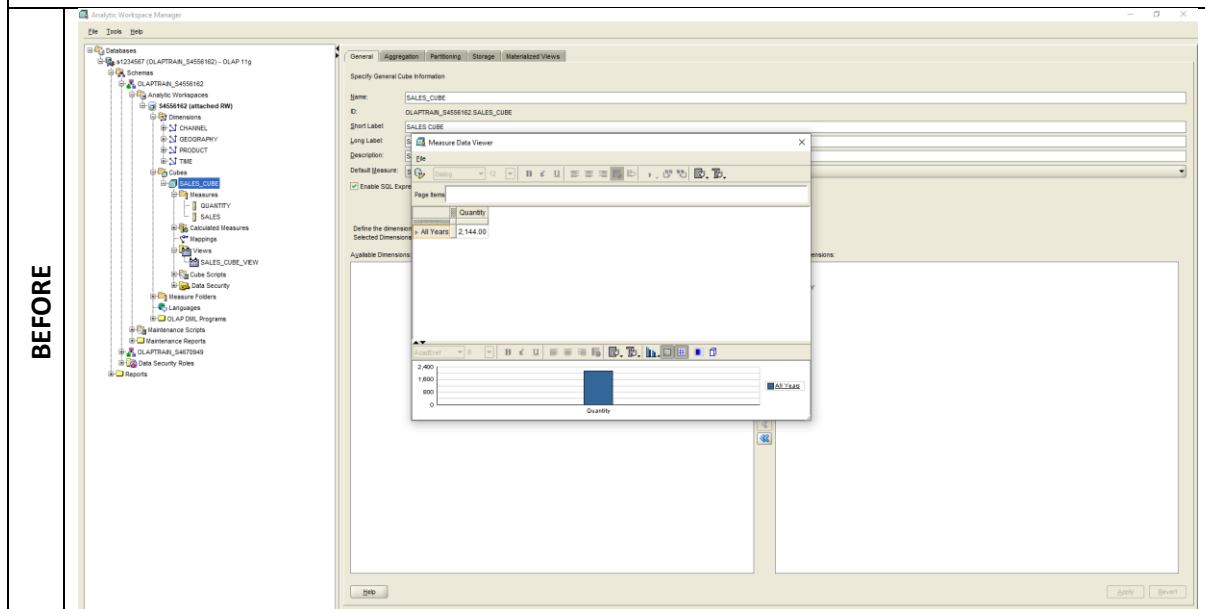 BEFORE
Analytic Workspace Manager
File Tools Help
Databases
s1234567 (OLAPTRAIN_S4556162) - OLAP 11g
Schemas
OLAPTRAIN_S4556162
Analytic Workspaces
S4556162 (attached RW)
Dimensions
CHANNEL
GEOGRAPHY
PRODUCT
TIME
Cubes
SALES_CUBE
Measures
QUANTITY
SALES
Calculated Measures
Mappings
Views
SALES_CUBE_VIEW
Cube Scripts
Data Security
Measure Folders
Languages
OLAP DML Programs
Maintenance Scripts
Maintenance Reports
OLAPTRAIN_S4670949
Data Security Roles
Reports
General Aggregation Partitioning Storage Materialized Views
Specify General Cube Information
Name: SALES_CUBE
ID: OLAPTRAIN_S4556162.SALES_CUBE
Short Label: SALES CUBE
Long Label: S
Description: S
Default Measure: S
Enable SQL Expre
Define the dimension
Selected Dimensions
Available Dimensions:
ensions:
Measure Data Viewer
File
Dialog 12 B U
Page Items
Quantity
All Years 2,144.00
B U
2,400
1,600
800
0
Quantity
All Years
Help Apply Revert